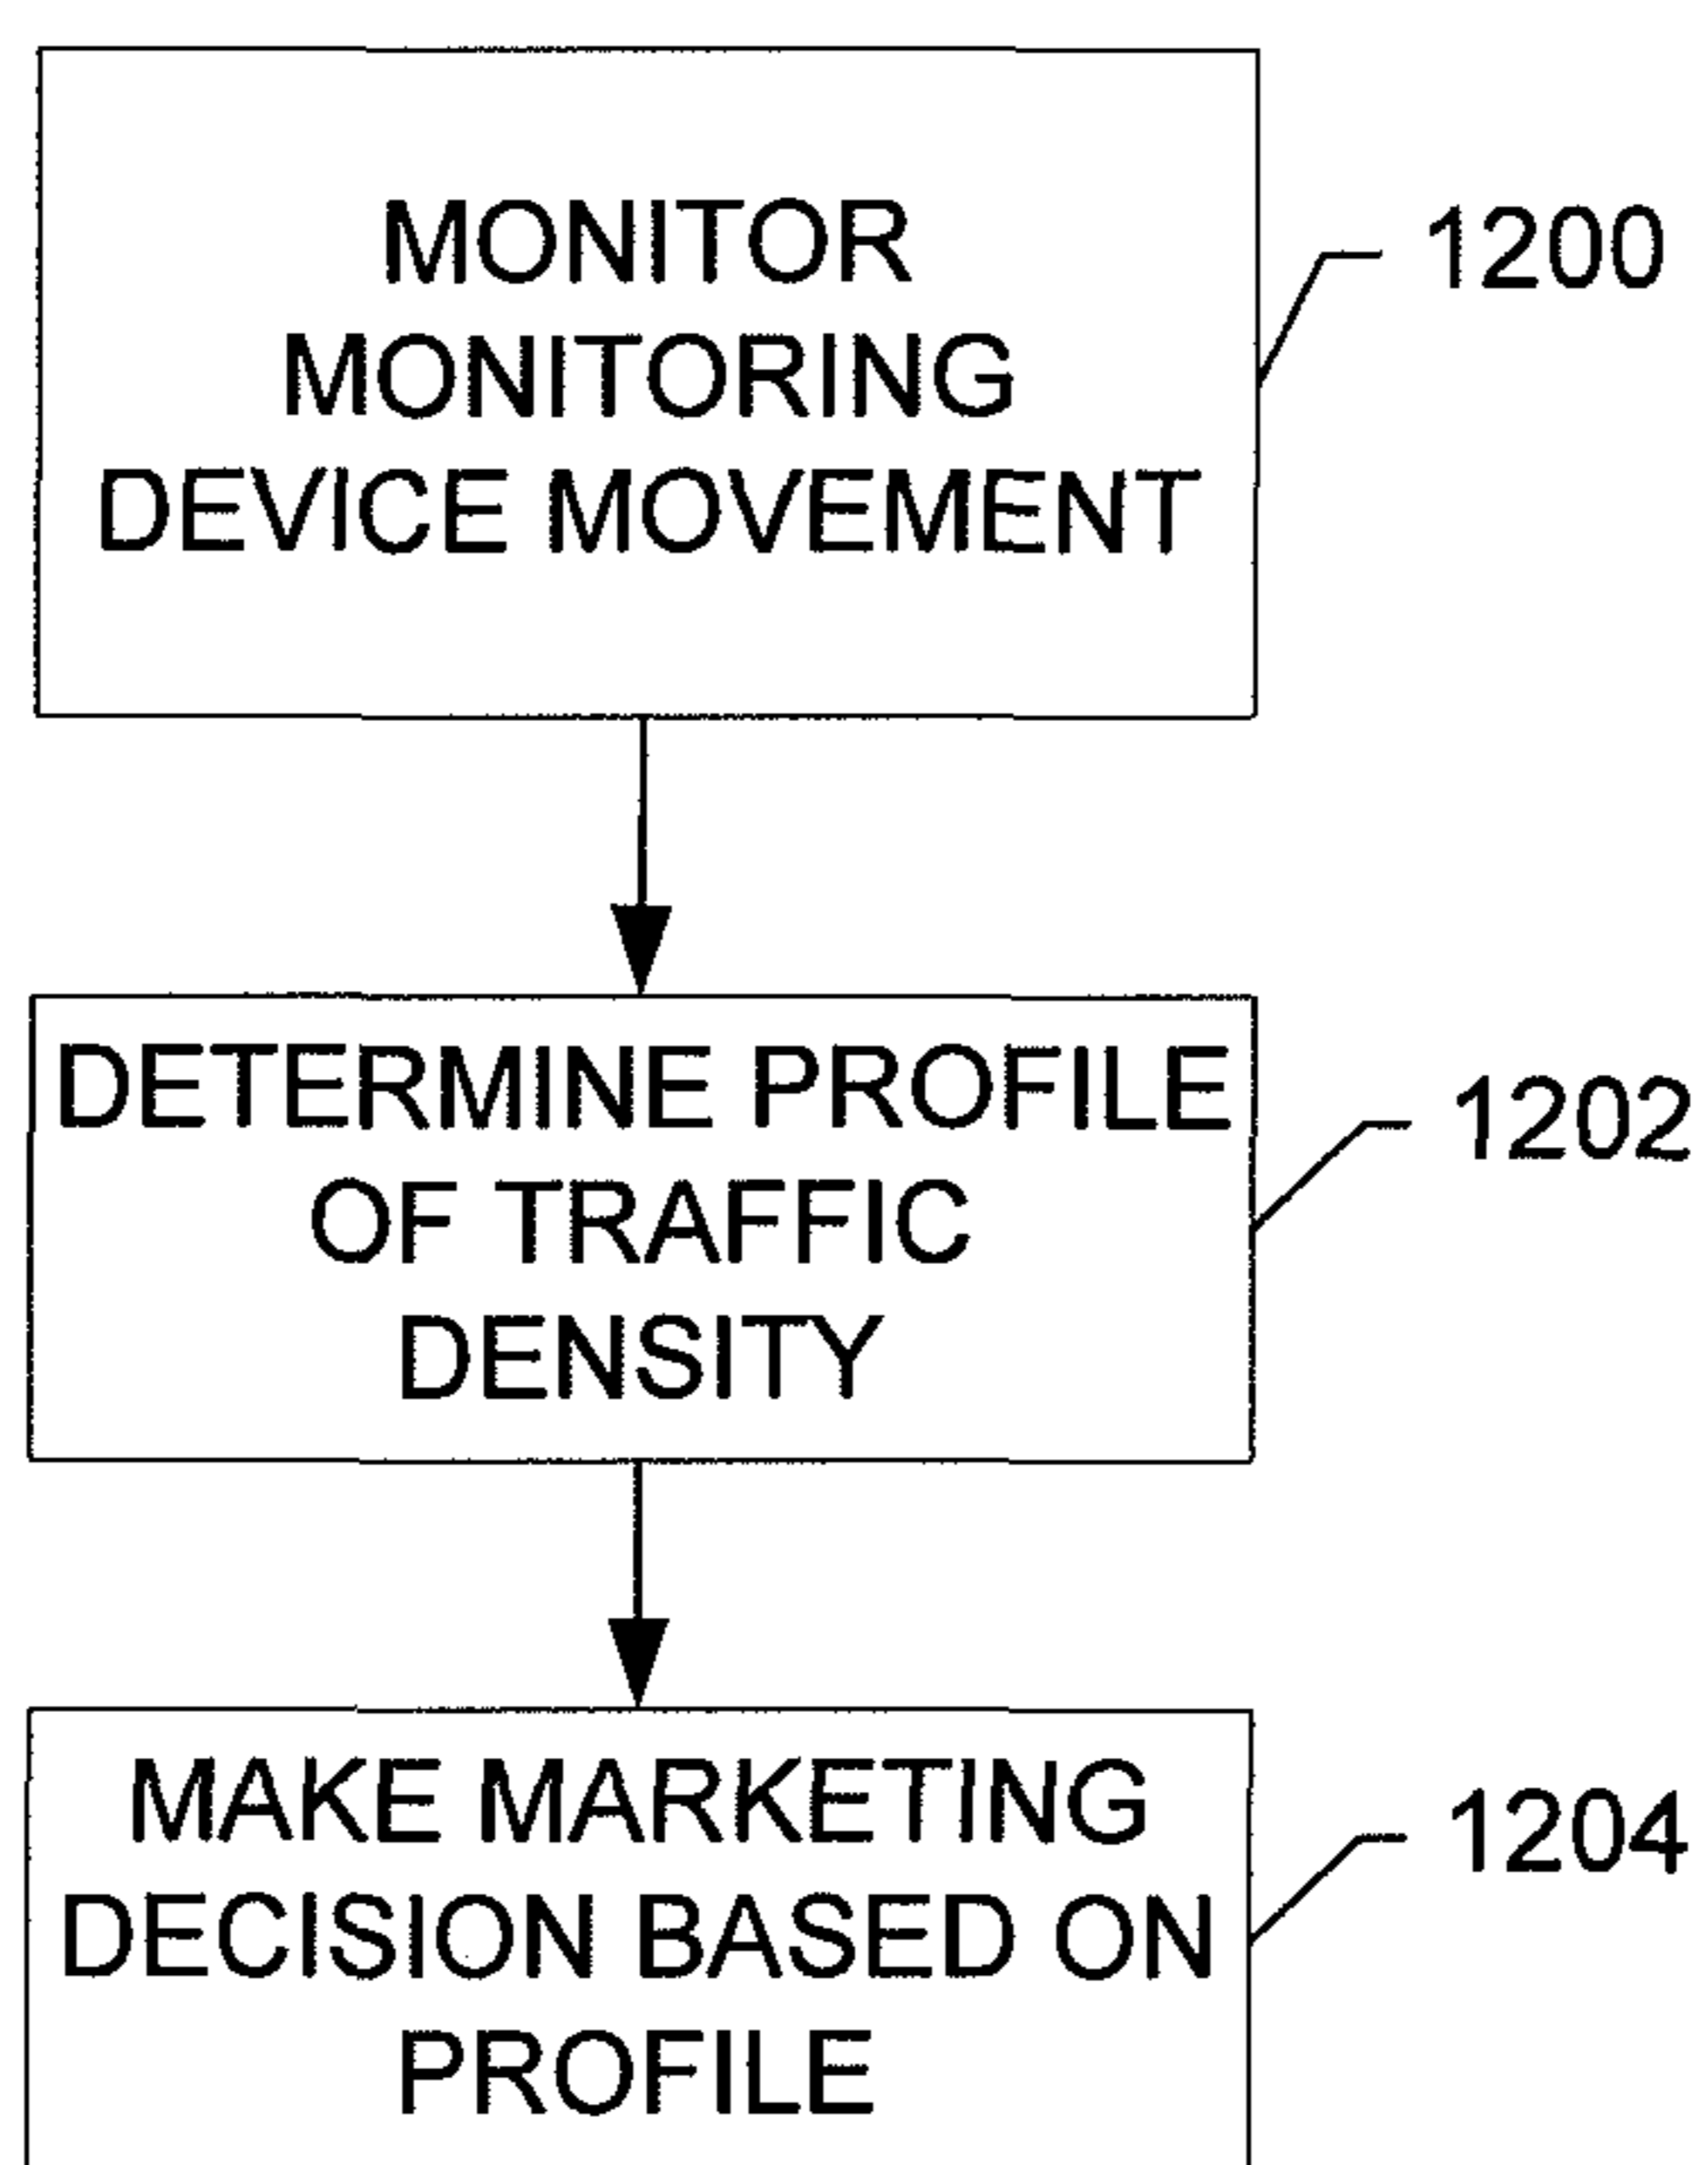 MONITOR
MONITORING
DEVICE MOVEMENT
1200
DETERMINE PROFILE
OF TRAFFIC
DENSITY
1202
MAKE MARKETING
DECISION BASED ON
PROFILE
1204